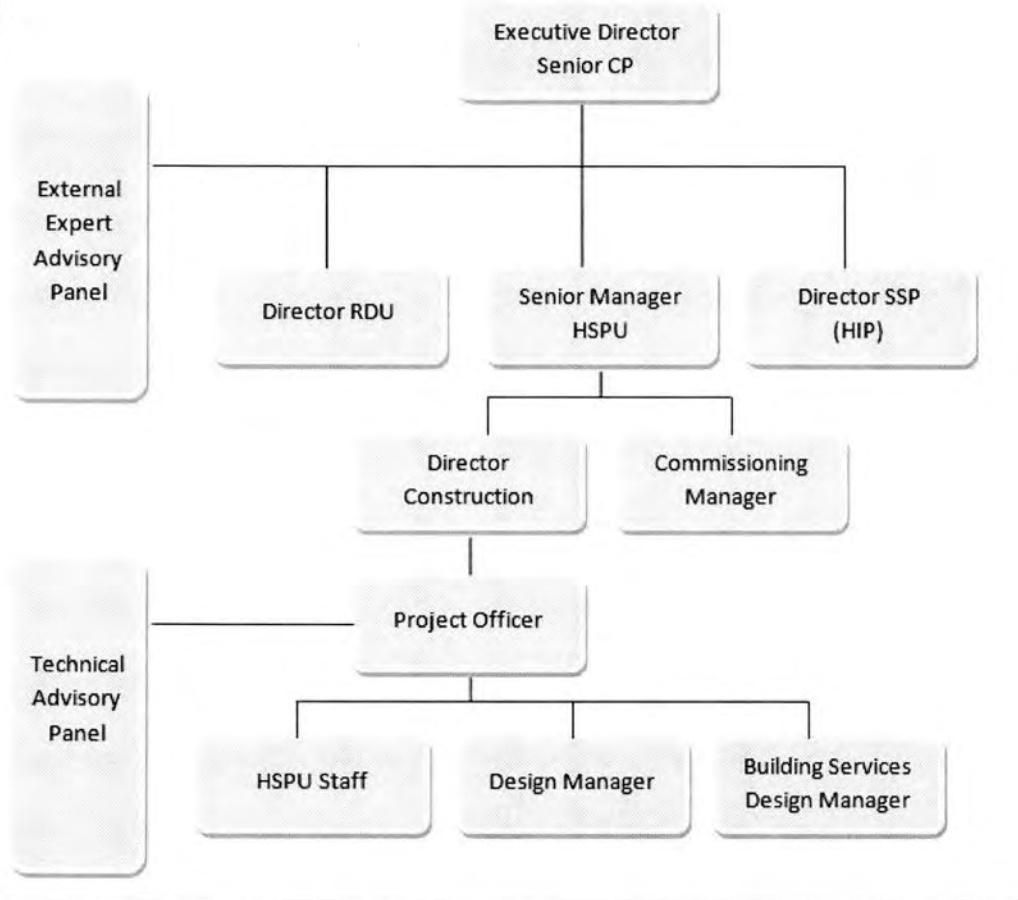 Executive Director
Senior CP
External
Expert
Advisory
Panel
Director RDU
Senior Manager
HSPU
Director SSP
(HIP)
Director
Construction
Commissioning
Manager
Technical
Advisory
Panel
Project Officer
HSPU Staff
Design Manager
Building Services
Design Manager